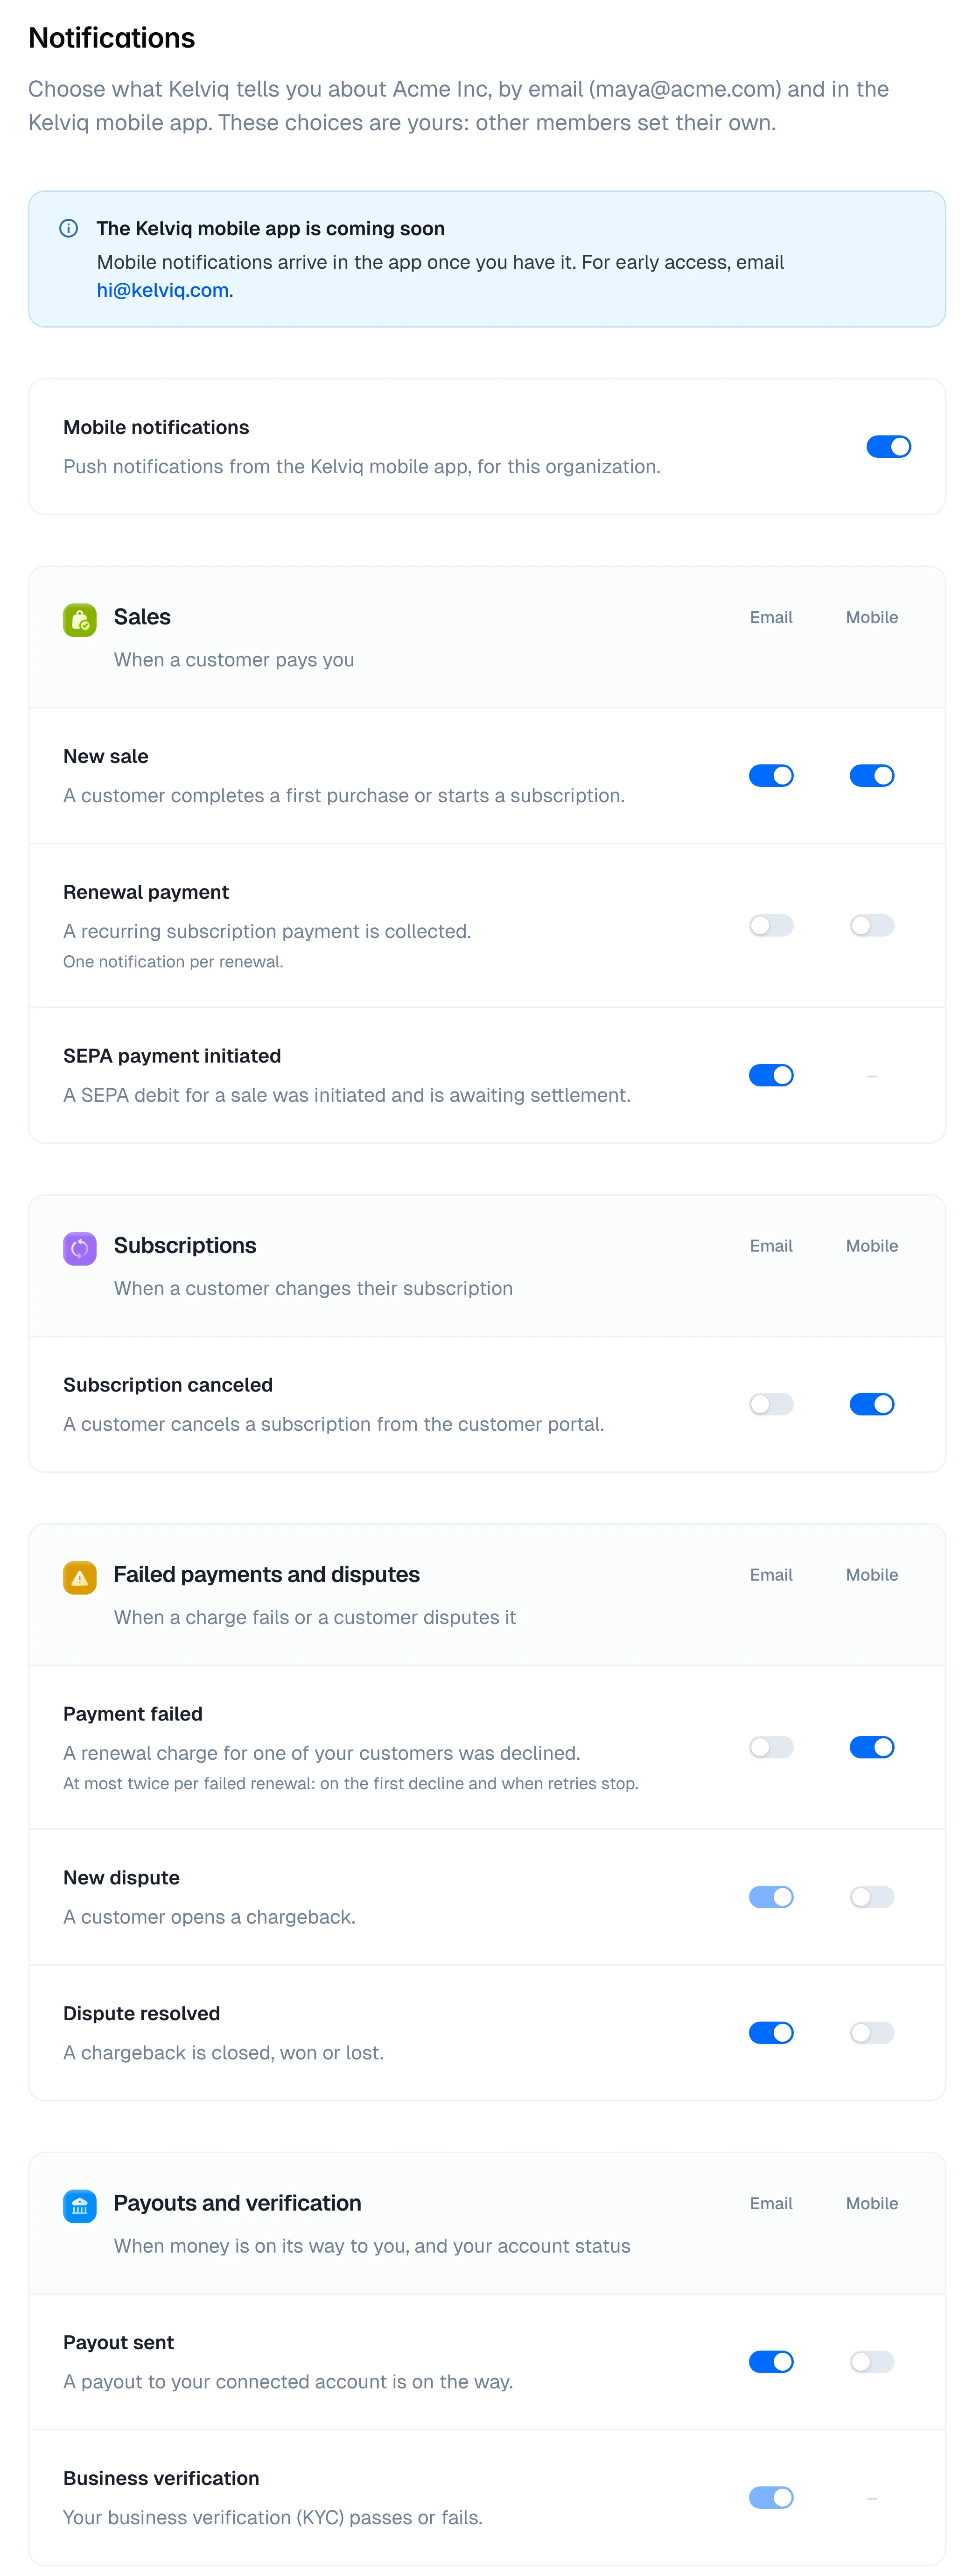 Notifications
Choose what Kelviq tells you about Acme Inc, by email (maya@acme.com) and in the
Kelviq mobile app. These choices are yours: other members set their own.
The Kelviq mobile app is coming soon
Mobile notifications arrive in the app once you have it. For early access, email
hi@kelviq.com.
Mobile notifications
Push notifications from the Kelviq mobile app, for this organization.
Sales
Email
Mobile
When a customer pays you
New sale
A customer completes a first purchase or starts a subscription.
Renewal payment
A recurring subscription payment is collected.
One notification per renewal.
SEPA payment initiated
A SEPA debit for a sale was initiated and is awaiting settlement.
–
Subscriptions
Email
Mobile
When a customer changes their subscription
Subscription canceled
A customer cancels a subscription from the customer portal.
Failed payments and disputes
Email
Mobile
When a charge fails or a customer disputes it
Payment failed
A renewal charge for one of your customers was declined.
At most twice per failed renewal: on the first decline and when retries stop.
New dispute
A customer opens a chargeback.
Dispute resolved
A chargeback is closed, won or lost.
Payouts and verification
Email
Mobile
When money is on its way to you, and your account status
Payout sent
A payout to your connected account is on the way.
Business verification
Your business verification (KYC) passes or fails.
–